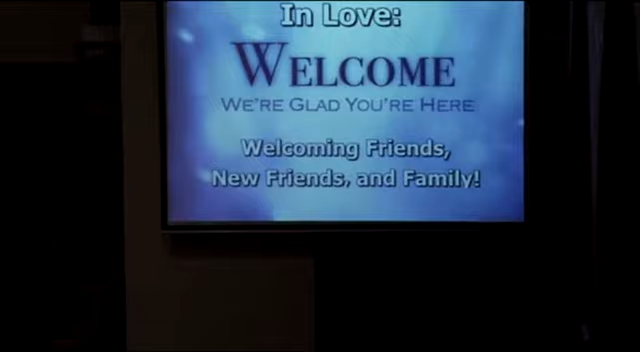 In Love:
WELCOME
WE'RE GLAD YOU'RE HERE
Welcoming Friends,
New Friends, and Family!